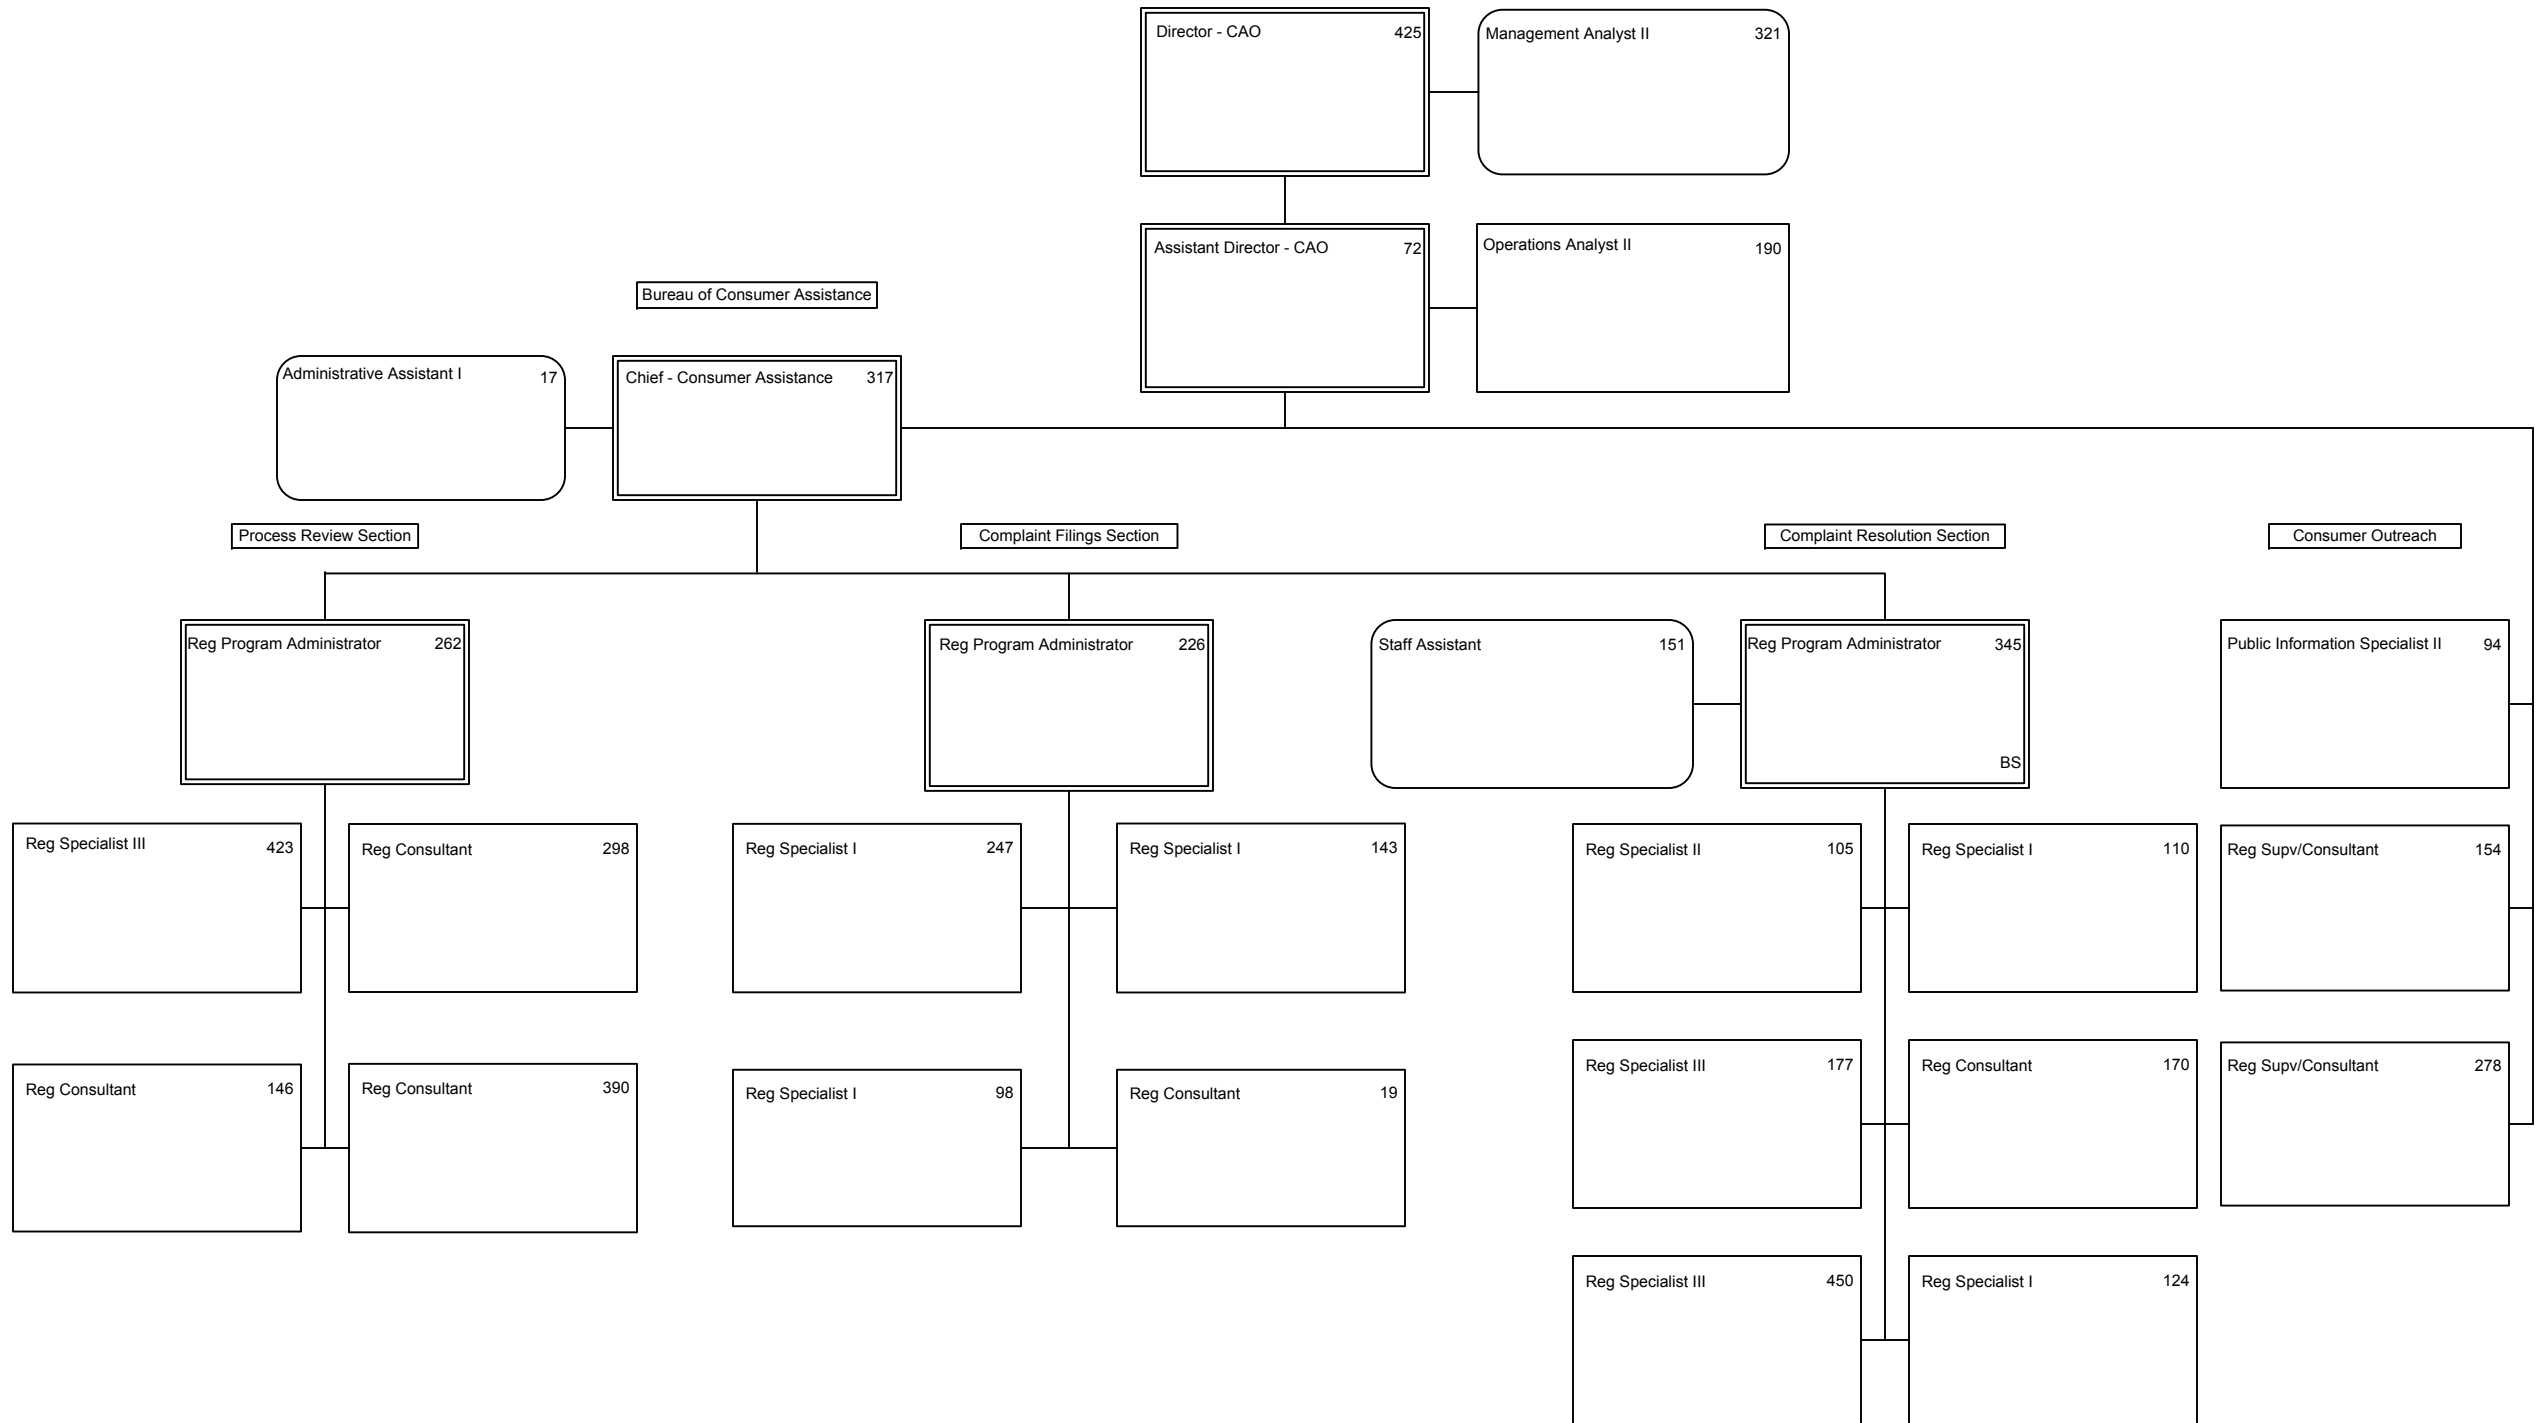 Director - CAO 425
Management Analyst II 321
Assistant Director - CAO 72
Operations Analyst II 190
Bureau of Consumer Assistance
Administrative Assistant I 17
Chief - Consumer Assistance 317
Process Review Section
Complaint Filings Section
Complaint Resolution Section
Consumer Outreach
Reg Program Administrator 262
Reg Program Administrator 226
Staff Assistant 151
Reg Program Administrator 345
BS
Public Information Specialist II 94
Reg Specialist III 423
Reg Consultant 298
Reg Specialist I 247
Reg Specialist I 143
Reg Specialist II 105
Reg Specialist I 110
Reg Supv/Consultant 154
Reg Consultant 146
Reg Consultant 390
Reg Specialist I 98
Reg Consultant 19
Reg Specialist III 177
Reg Consultant 170
Reg Supv/Consultant 278
Reg Specialist III 450
Reg Specialist I 124